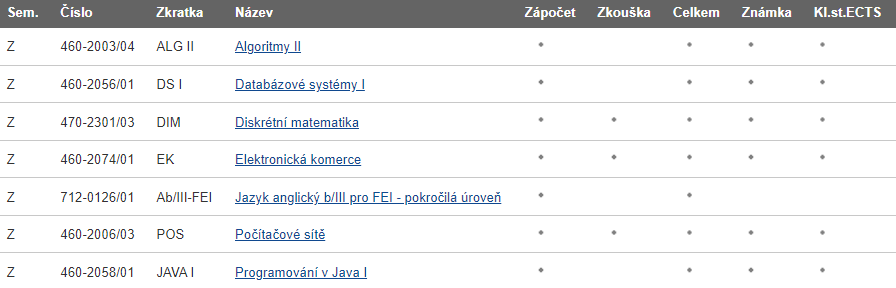 Sem. Číslo Zkratka Název Zápočet Zkouška Celkem Známka Kl.st.ECTS
Z 460-2003/04 ALG II Algoritmy II * * * *
Z 460-2056/01 DS I Databázové systémy I * * * *
Z 470-2301/03 DIM Diskrétní matematika * * * * *
Z 460-2074/01 EK Elektronická komerce * * * * *
Z 712-0126/01 Ab/III-FEI Jazyk anglický b/III pro FEI - pokročilá úroveň * *
Z 460-2006/03 POS Počítačové sítě * * * * *
Z 460-2058/01 JAVA I Programování v Java I * * * *